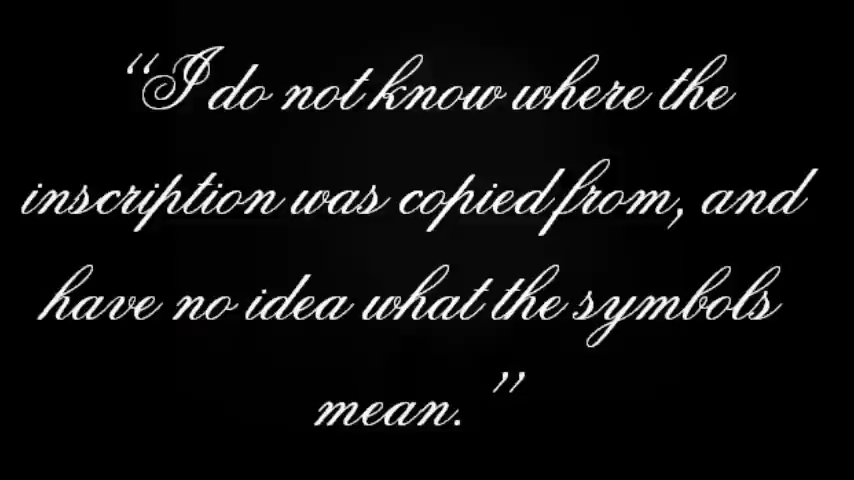 “I do not know where the
inscription was copied from, and
have no idea what the symbols
mean. ”